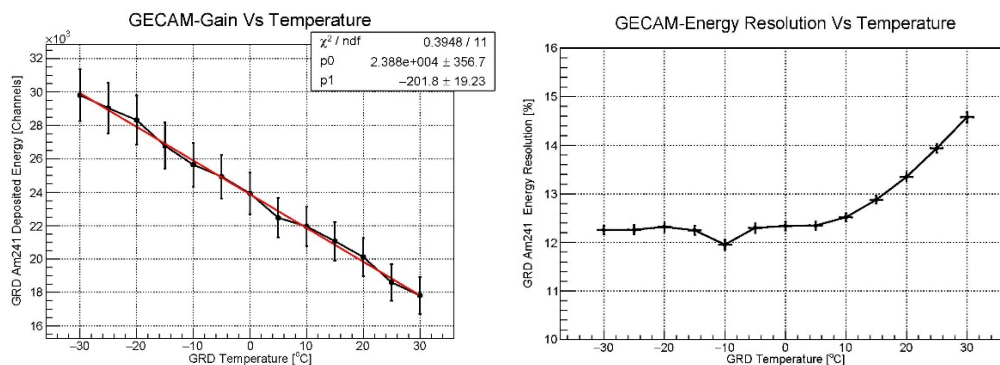 GECAM-Gain Vs Temperature
×10³
χ² / ndf 0.3948 / 11
p0 2.388e+004 ± 356.7
p1 −201.8 ± 19.23
GRD Am241 Deposited Energy [Channels]
32
30
28
26
24
22
20
18
16
−30 −20 −10 0 10 20 30
GRD Temperature [°C]
GECAM-Energy Resolution Vs Temperature
GRD Am241 Energy Resolution [%]
16
15
14
13
12
11
10
−30 −20 −10 0 10 20 30
GRD Temperature [°C]